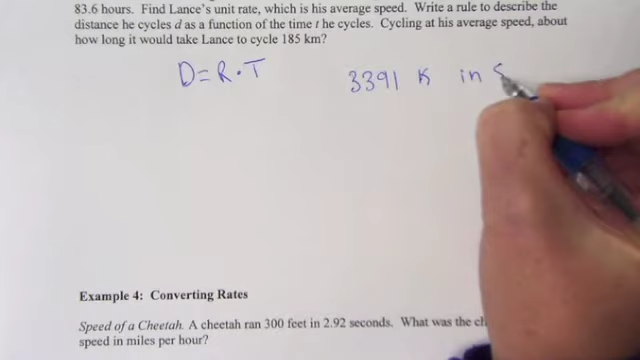 83.6 hours. Find Lance's unit rate, which is his average speed. Write a rule to describe the
distance he cycles d as a function of the time t he cycles. Cycling at his average speed, about
how long it would take Lance to cycle 185 km?
D=R·T 3391 K in
Example 4: Converting Rates
Speed of a Cheetah. A cheetah ran 300 feet in 2.92 seconds. What was the
speed in miles per hour?